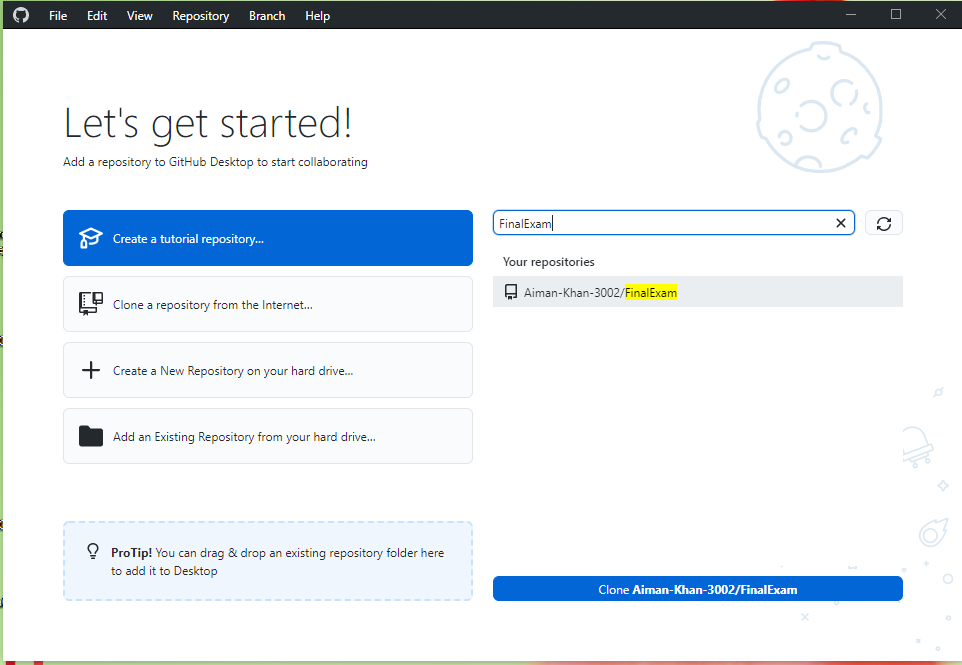 File Edit View Repository Branch Help
Let's get started!
Add a repository to GitHub Desktop to start collaborating
Create a tutorial repository...
Clone a repository from the Internet...
Create a New Repository on your hard drive...
Add an Existing Repository from your hard drive...
ProTip! You can drag & drop an existing repository folder here
to add it to Desktop
FinalExam
Your repositories
Aiman-Khan-3002/FinalExam
Clone Aiman-Khan-3002/FinalExam